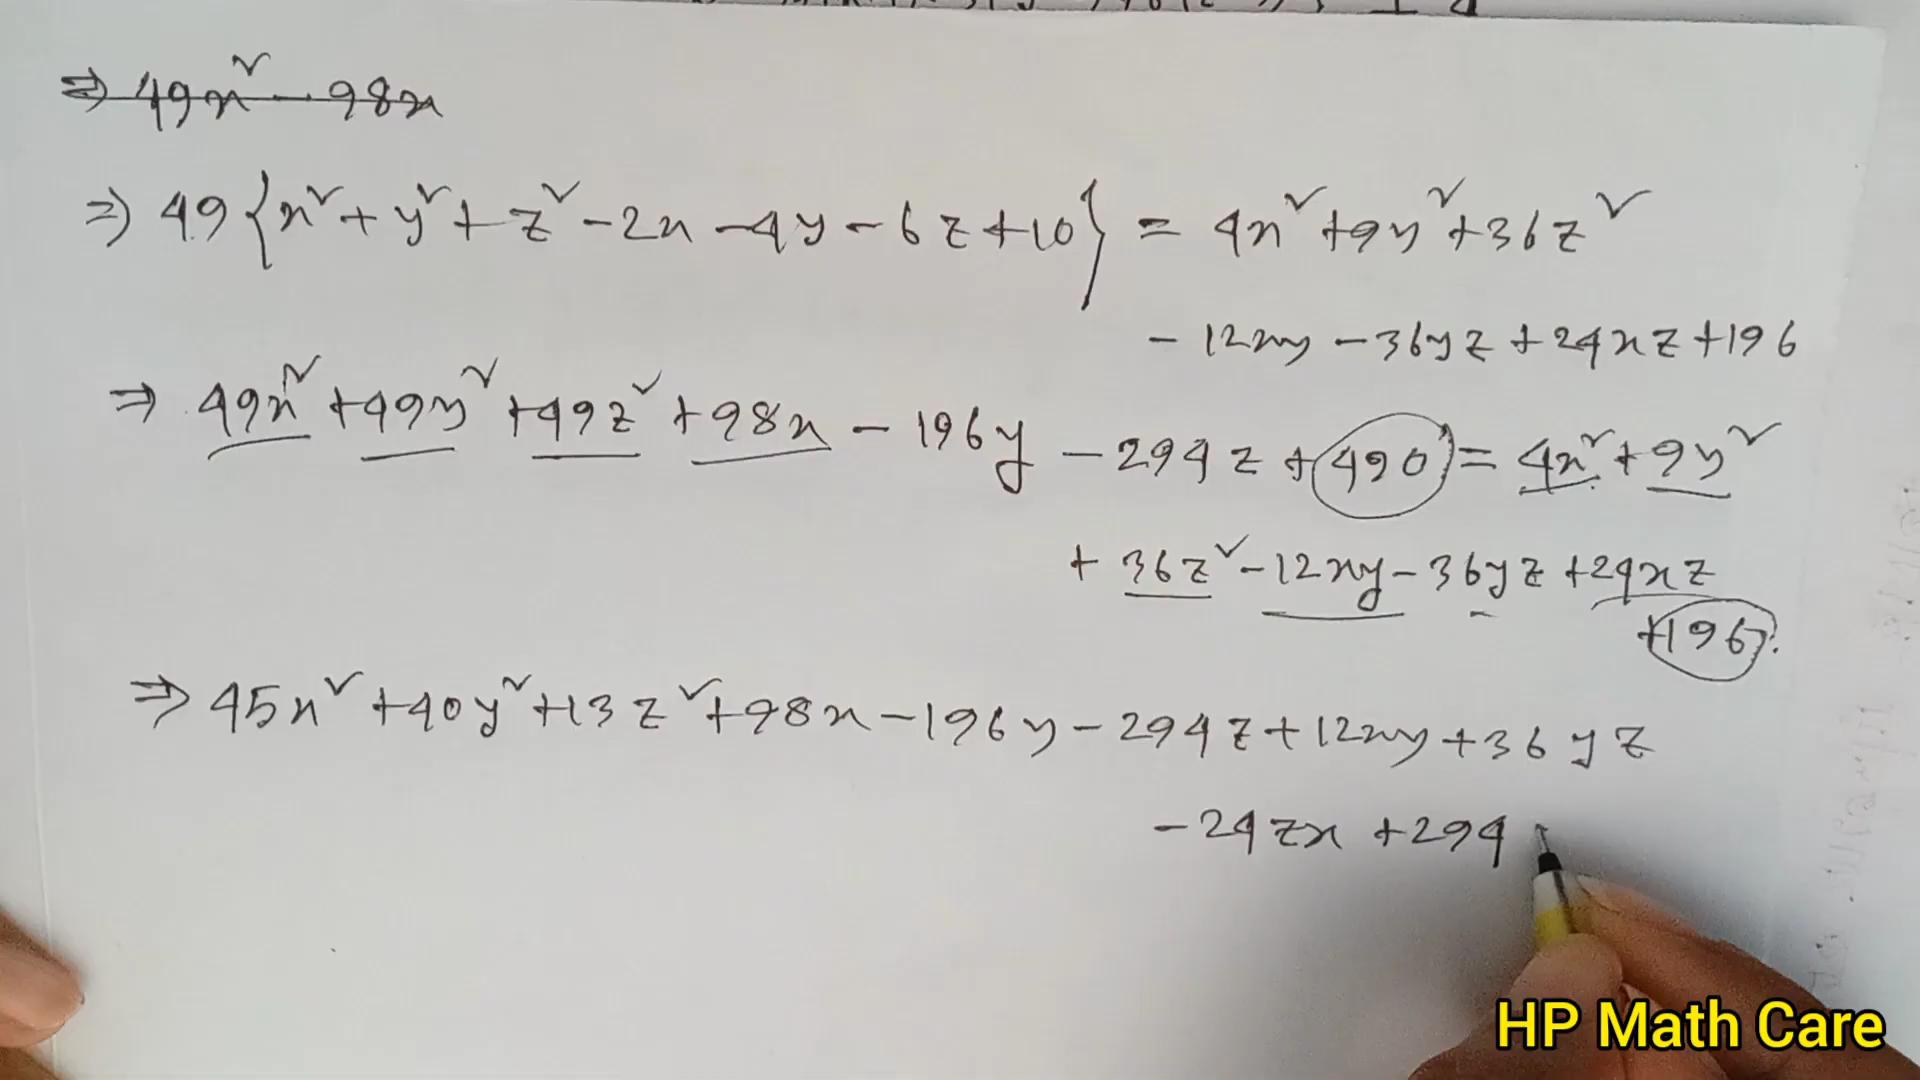 ⇒ 49x² - 98x
⇒ 49{x² + y² + z² - 2x - 4y - 6z + 10} = 4x² + 9y² + 36z²
- 12xy - 36yz + 24xz + 196
⇒ 49x² + 49y² + 49z² + 98x - 196y - 294z + 490 = 4x² + 9y²
+ 36z² - 12xy - 36yz + 24xz
+196
⇒ 45x² + 40y² + 13z² + 98x - 196y - 294z + 12xy + 36yz
- 24zx + 294
HP Math Care